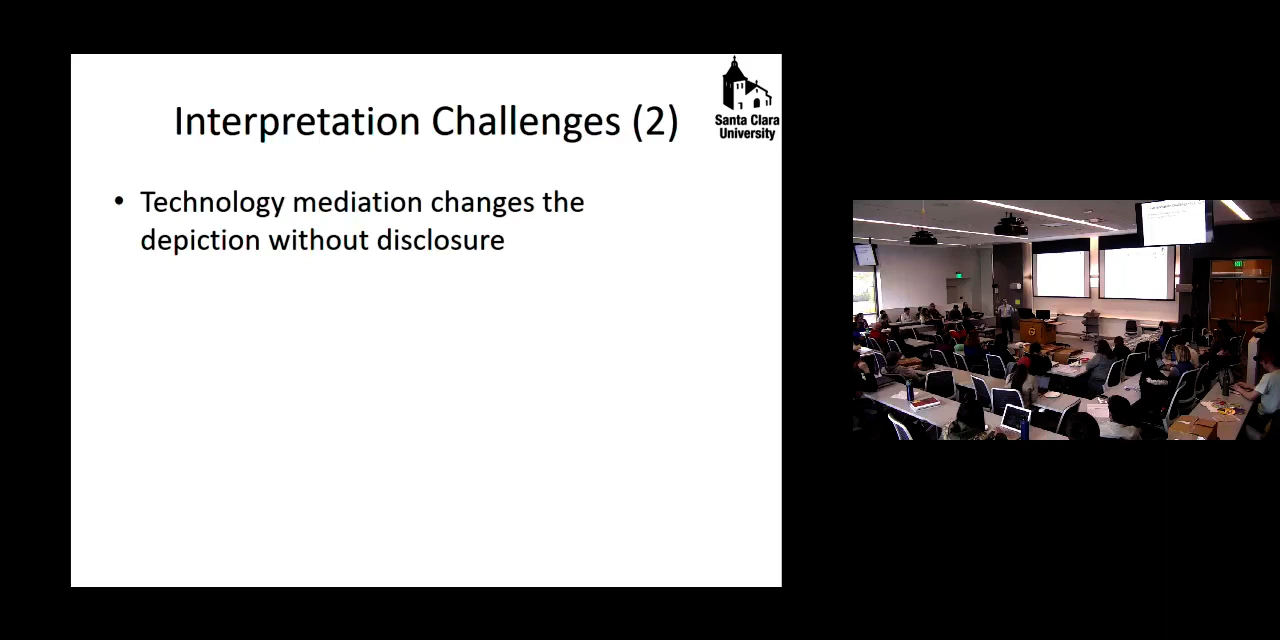 Interpretation Challenges (2)
Santa Clara
University
• Technology mediation changes the
depiction without disclosure